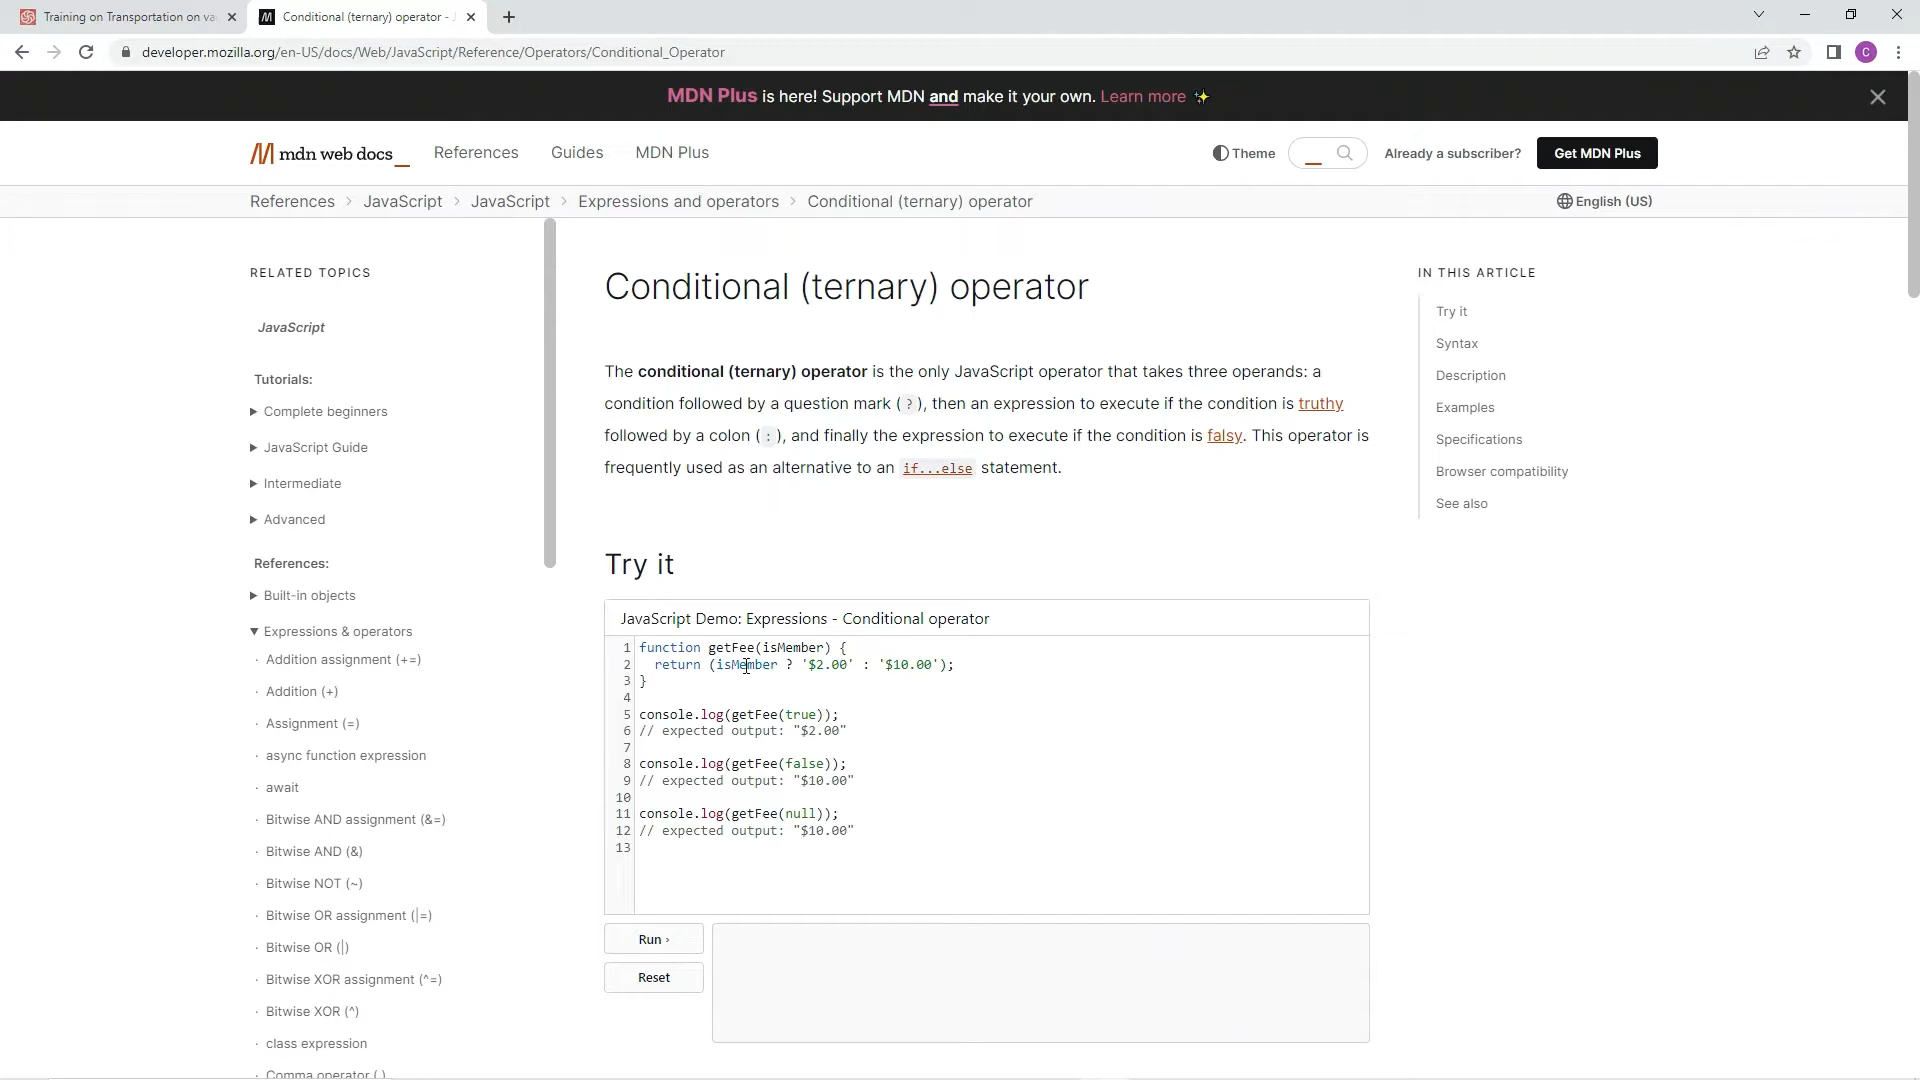 Training on Transportation on va
Conditional (ternary) operator - J
developer.mozilla.org/en-US/docs/Web/JavaScript/Reference/Operators/Conditional_Operator
C
MDN Plus is here! Support MDN and make it your own. Learn more ✨
mdn web docs_
References
Guides
MDN Plus
Theme
Already a subscriber?
Get MDN Plus
References > JavaScript > JavaScript > Expressions and operators > Conditional (ternary) operator
English (US)
RELATED TOPICS
JavaScript
Tutorials:
Complete beginners
JavaScript Guide
Intermediate
Advanced
References:
Built-in objects
Expressions & operators
· Addition assignment (+=)
· Addition (+)
· Assignment (=)
· async function expression
· await
· Bitwise AND assignment (&=)
· Bitwise AND (&)
· Bitwise NOT (~)
· Bitwise OR assignment (|=)
· Bitwise OR (|)
· Bitwise XOR assignment (^=)
· Bitwise XOR (^)
· class expression
· Comma operator (,)
Conditional (ternary) operator
The conditional (ternary) operator is the only JavaScript operator that takes three operands: a
condition followed by a question mark (?), then an expression to execute if the condition is truthy
followed by a colon (:), and finally the expression to execute if the condition is falsy. This operator is
frequently used as an alternative to an if...else statement.
Try it
JavaScript Demo: Expressions - Conditional operator
1 function getFee(isMember) {
2   return (isMember ? '$2.00' : '$10.00');
3 }
4
5 console.log(getFee(true));
6 // expected output: "$2.00"
7
8 console.log(getFee(false));
9 // expected output: "$10.00"
10
11 console.log(getFee(null));
12 // expected output: "$10.00"
13
Run ›
Reset
IN THIS ARTICLE
Try it
Syntax
Description
Examples
Specifications
Browser compatibility
See also